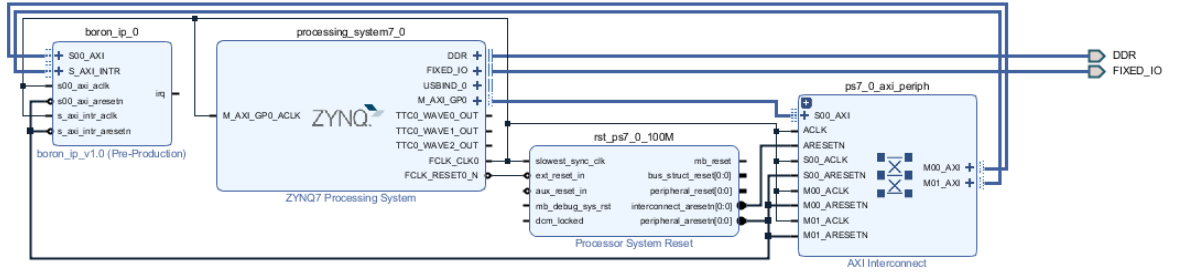 boron_ip_0
S00_AXI
S_AXI_INTR
s00_axi_aclk
s00_axi_aresetn
s_axi_intr_aclk
s_axi_intr_aresetn
irq
boron_ip_v1.0 (Pre-Production)
processing_system7_0
M_AXI_GP0_ACLK
ZYNQ
DDR
FIXED_IO
USBIND_0
M_AXI_GP0
TTC0_WAVE0_OUT
TTC0_WAVE1_OUT
TTC0_WAVE2_OUT
FCLK_CLK0
FCLK_RESET0_N
ZYNQ7 Processing System
rst_ps7_0_100M
slowest_sync_clk
ext_reset_in
aux_reset_in
mb_debug_sys_rst
dcm_locked
mb_reset
bus_struct_reset[0:0]
peripheral_reset[0:0]
interconnect_aresetn[0:0]
peripheral_aresetn[0:0]
Processor System Reset
ps7_0_axi_periph
S00_AXI
ACLK
ARESETN
S00_ACLK
S00_ARESETN
M00_ACLK
M00_ARESETN
M01_ACLK
M01_ARESETN
M00_AXI
M01_AXI
AXI Interconnect
DDR
FIXED_IO